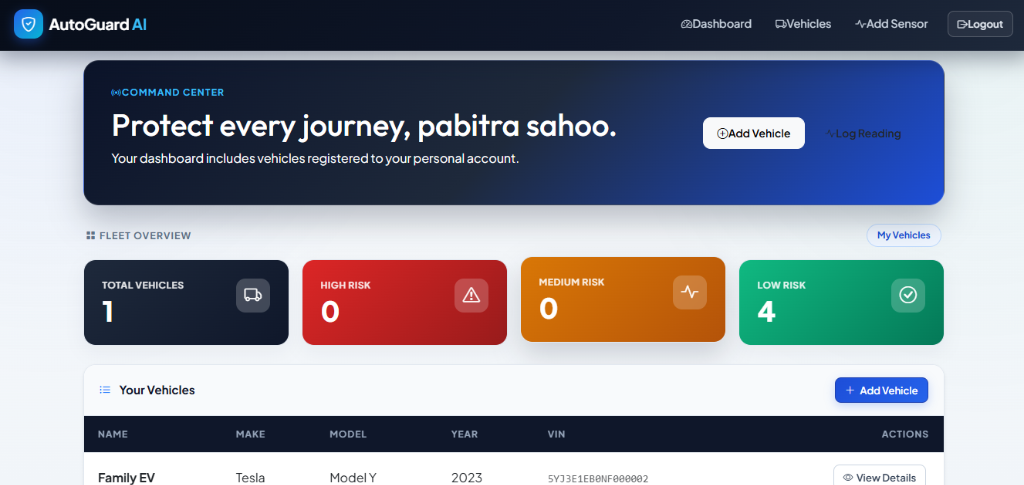 AutoGuard AI
Dashboard
Vehicles
Add Sensor
Logout
COMMAND CENTER
Protect every journey, pabitra sahoo.
Your dashboard includes vehicles registered to your personal account.
Add Vehicle
Log Reading
FLEET OVERVIEW
My Vehicles
TOTAL VEHICLES
1
HIGH RISK
0
MEDIUM RISK
0
LOW RISK
4
Your Vehicles
+ Add Vehicle
NAME MAKE MODEL YEAR VIN ACTIONS
Family EV Tesla Model Y 2023 5YJ3E1EB0NF000002 View Details